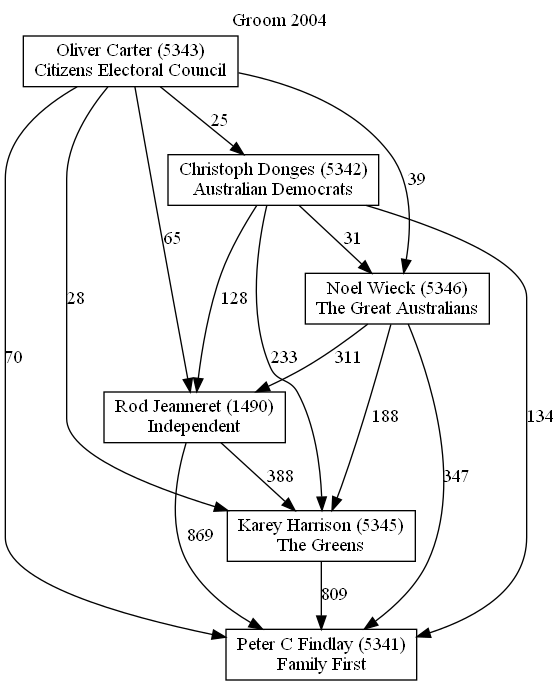 Groom 2004
Oliver Carter (5343)
Citizens Electoral Council
25
Christoph Donges (5342)
Australian Democrats
39
65
31
Noel Wieck (5346)
The Great Australians
28
128
70
233
311
Rod Jeanneret (1490)
Independent
188
134
388
347
Karey Harrison (5345)
The Greens
869
809
Peter C Findlay (5341)
Family First